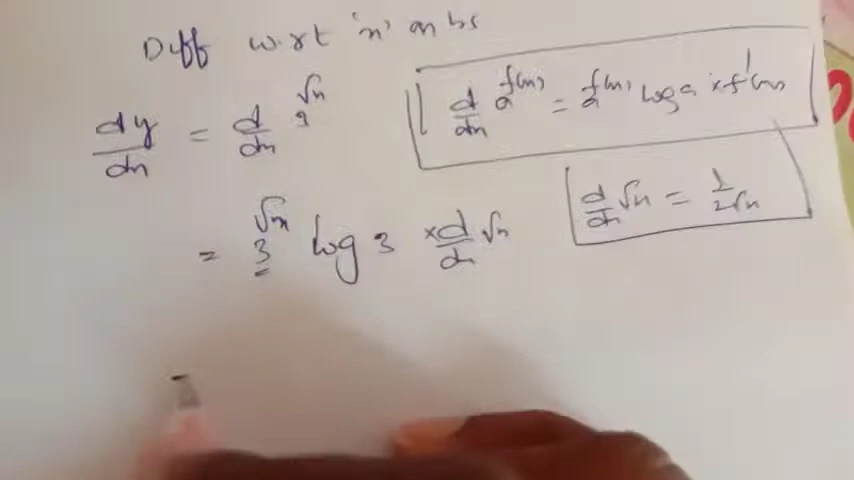 Diff w.r.t 'x' on bs
dy/dx = d/dx 3^√x
d/dx a^f(x) = a^f(x) log a × f'(x)
= 3^√x log 3 × d/dx √x
d/dx √x = 1/2√x